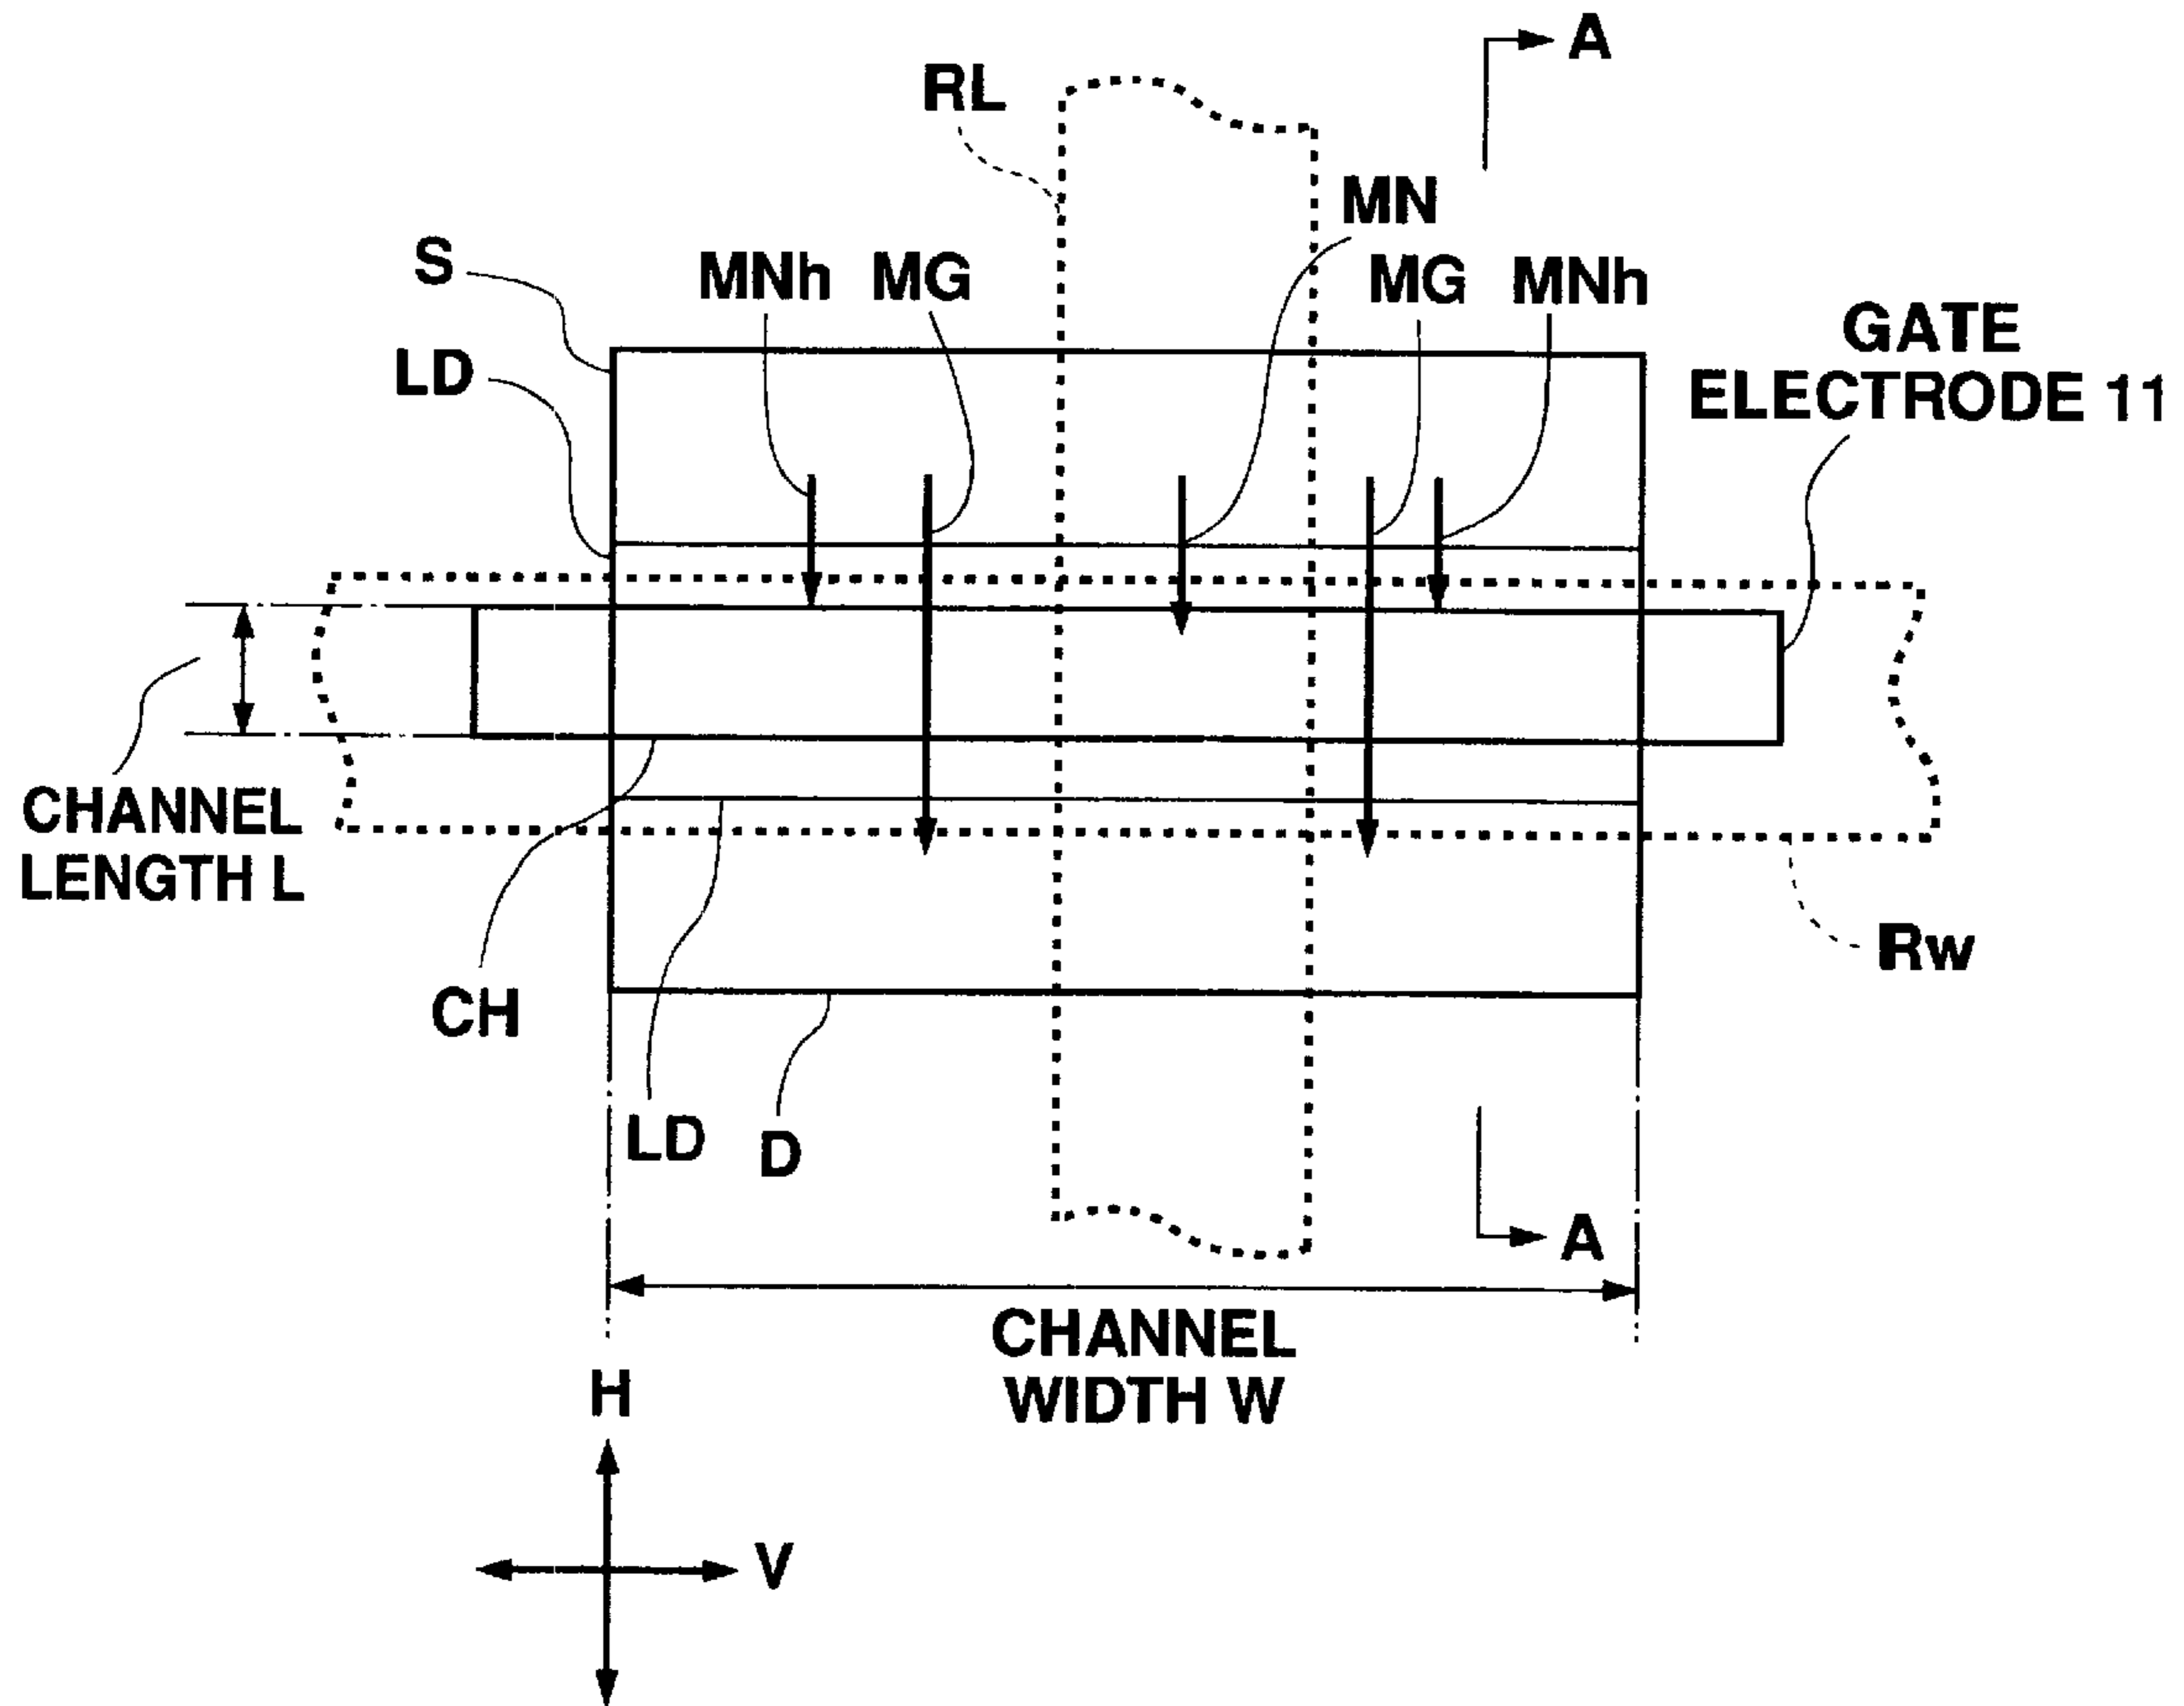 A
RL
MN
S
MNh
MG
MG
MNh
GATE
ELECTRODE 11
LD
CHANNEL
LENGTH L
Rw
CH
LD
D
A
CHANNEL
WIDTH W
H
V